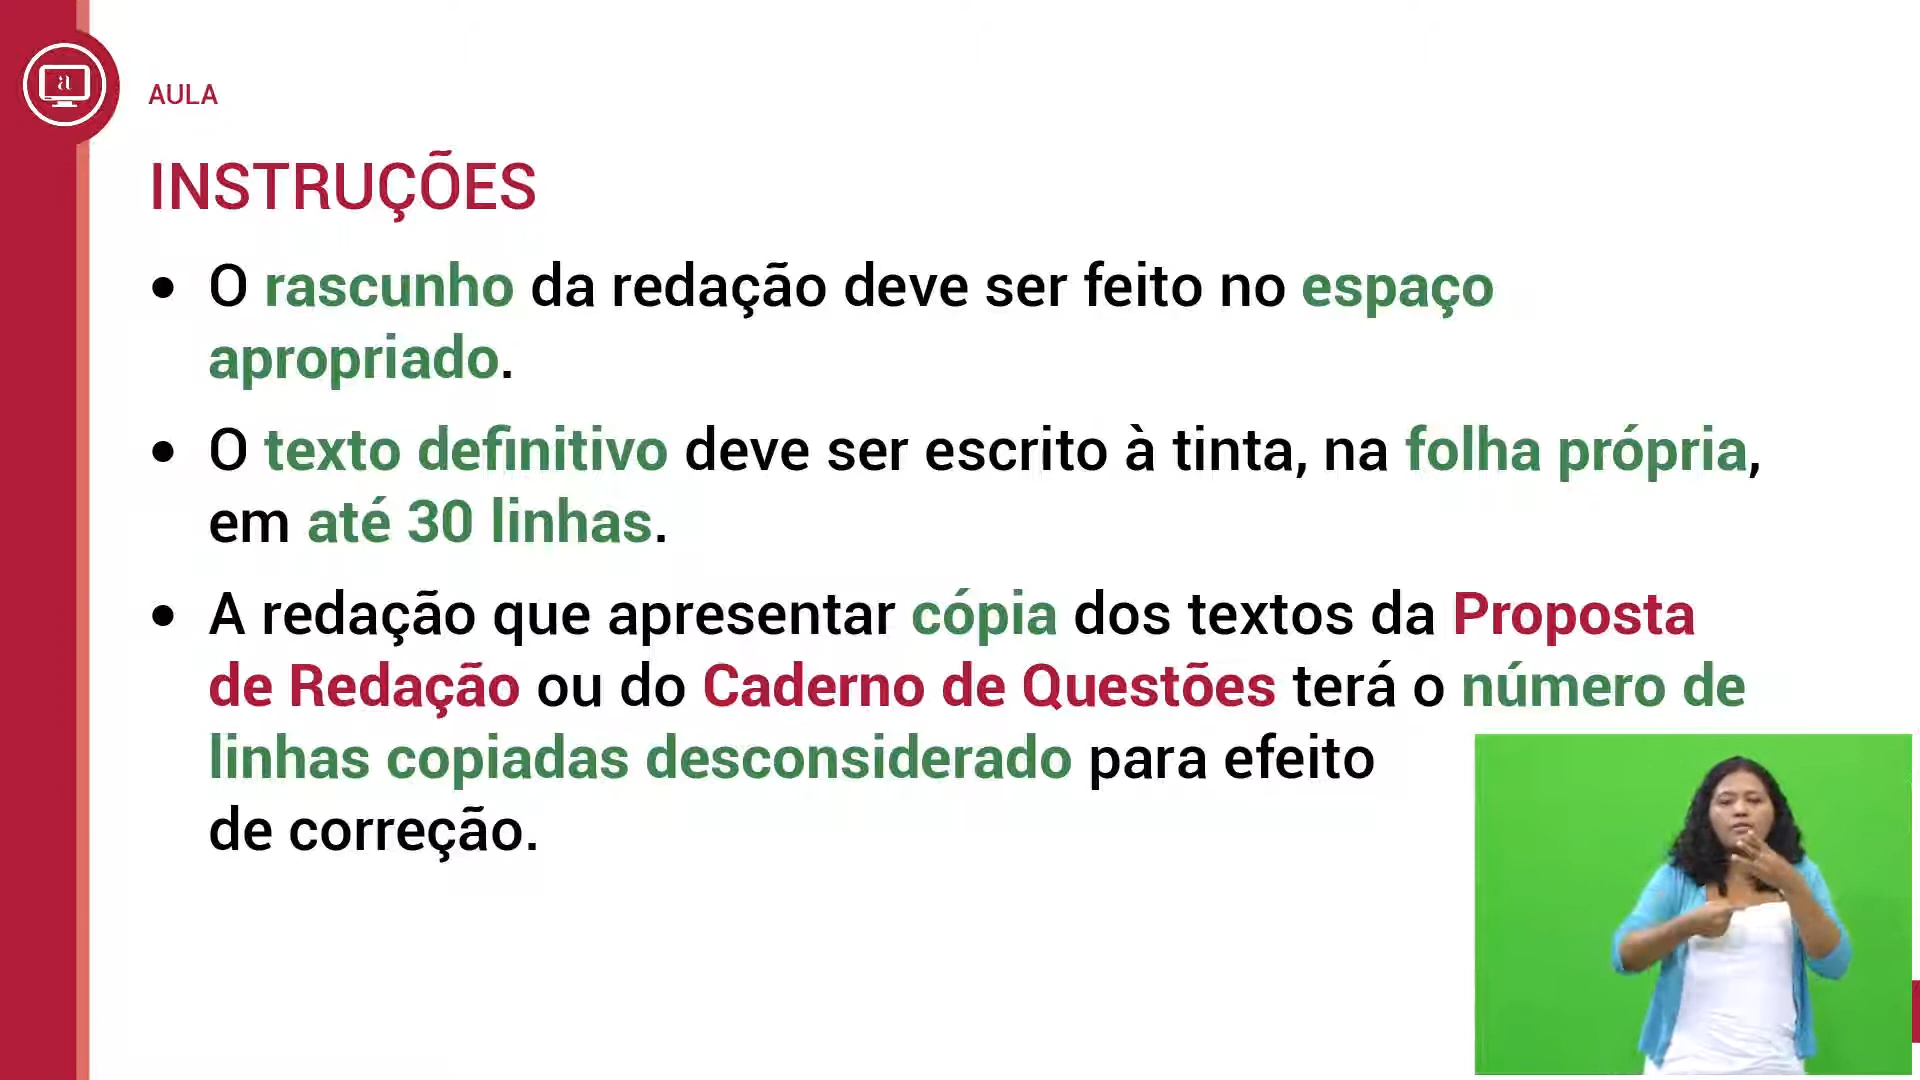 a
AULA
INSTRUÇÕES
• O rascunho da redação deve ser feito no espaço
apropriado.
• O texto definitivo deve ser escrito à tinta, na folha própria,
em até 30 linhas.
• A redação que apresentar cópia dos textos da Proposta
de Redação ou do Caderno de Questões terá o número de
linhas copiadas desconsiderado para efeito
de correção.